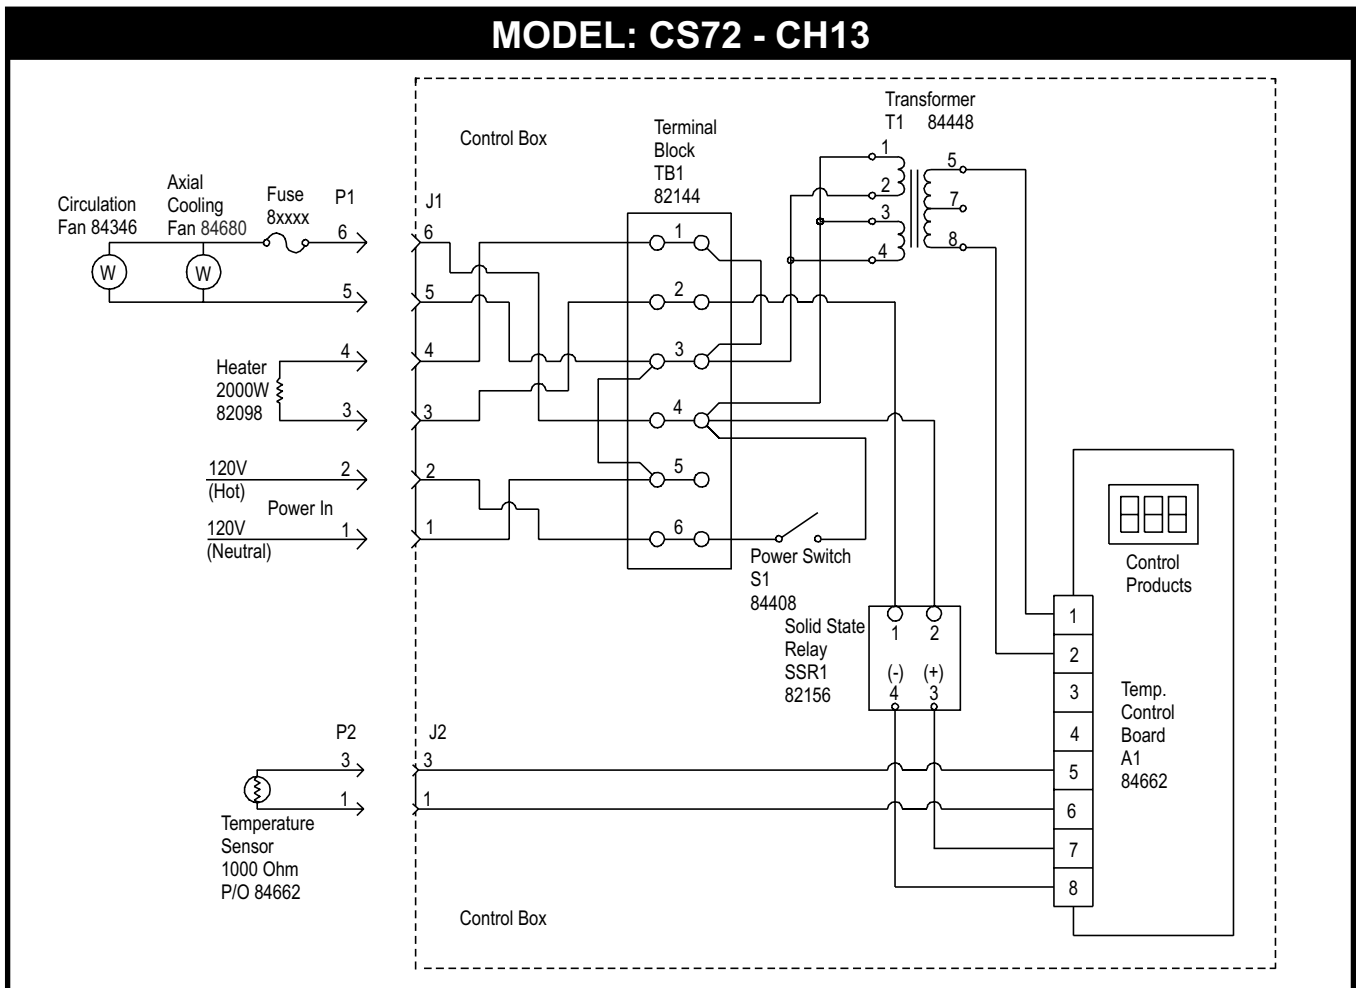 MODEL: CS72 - CH13
Control Box
Terminal
Block
TB1
82144
Transformer
T1 84448
Circulation
Fan 84346
Axial
Cooling
Fan 84680
Fuse
8xxxx
P1
J1
W
W
6
5
4
3
2
1
6
5
4
3
2
1
1
2
3
4
5
6
1
2
3
4
5
7
8
Heater
2000W
82098
120V
(Hot)
Power In
120V
(Neutral)
Power Switch
S1
84408
Solid State
Relay
SSR1
82156
1 2
(-) (+)
4 3
Control
Products
1
2
3
4
5
6
7
8
Temp.
Control
Board
A1
84662
P2
J2
3
1
3
1
Temperature
Sensor
1000 Ohm
P/O 84662
Control Box